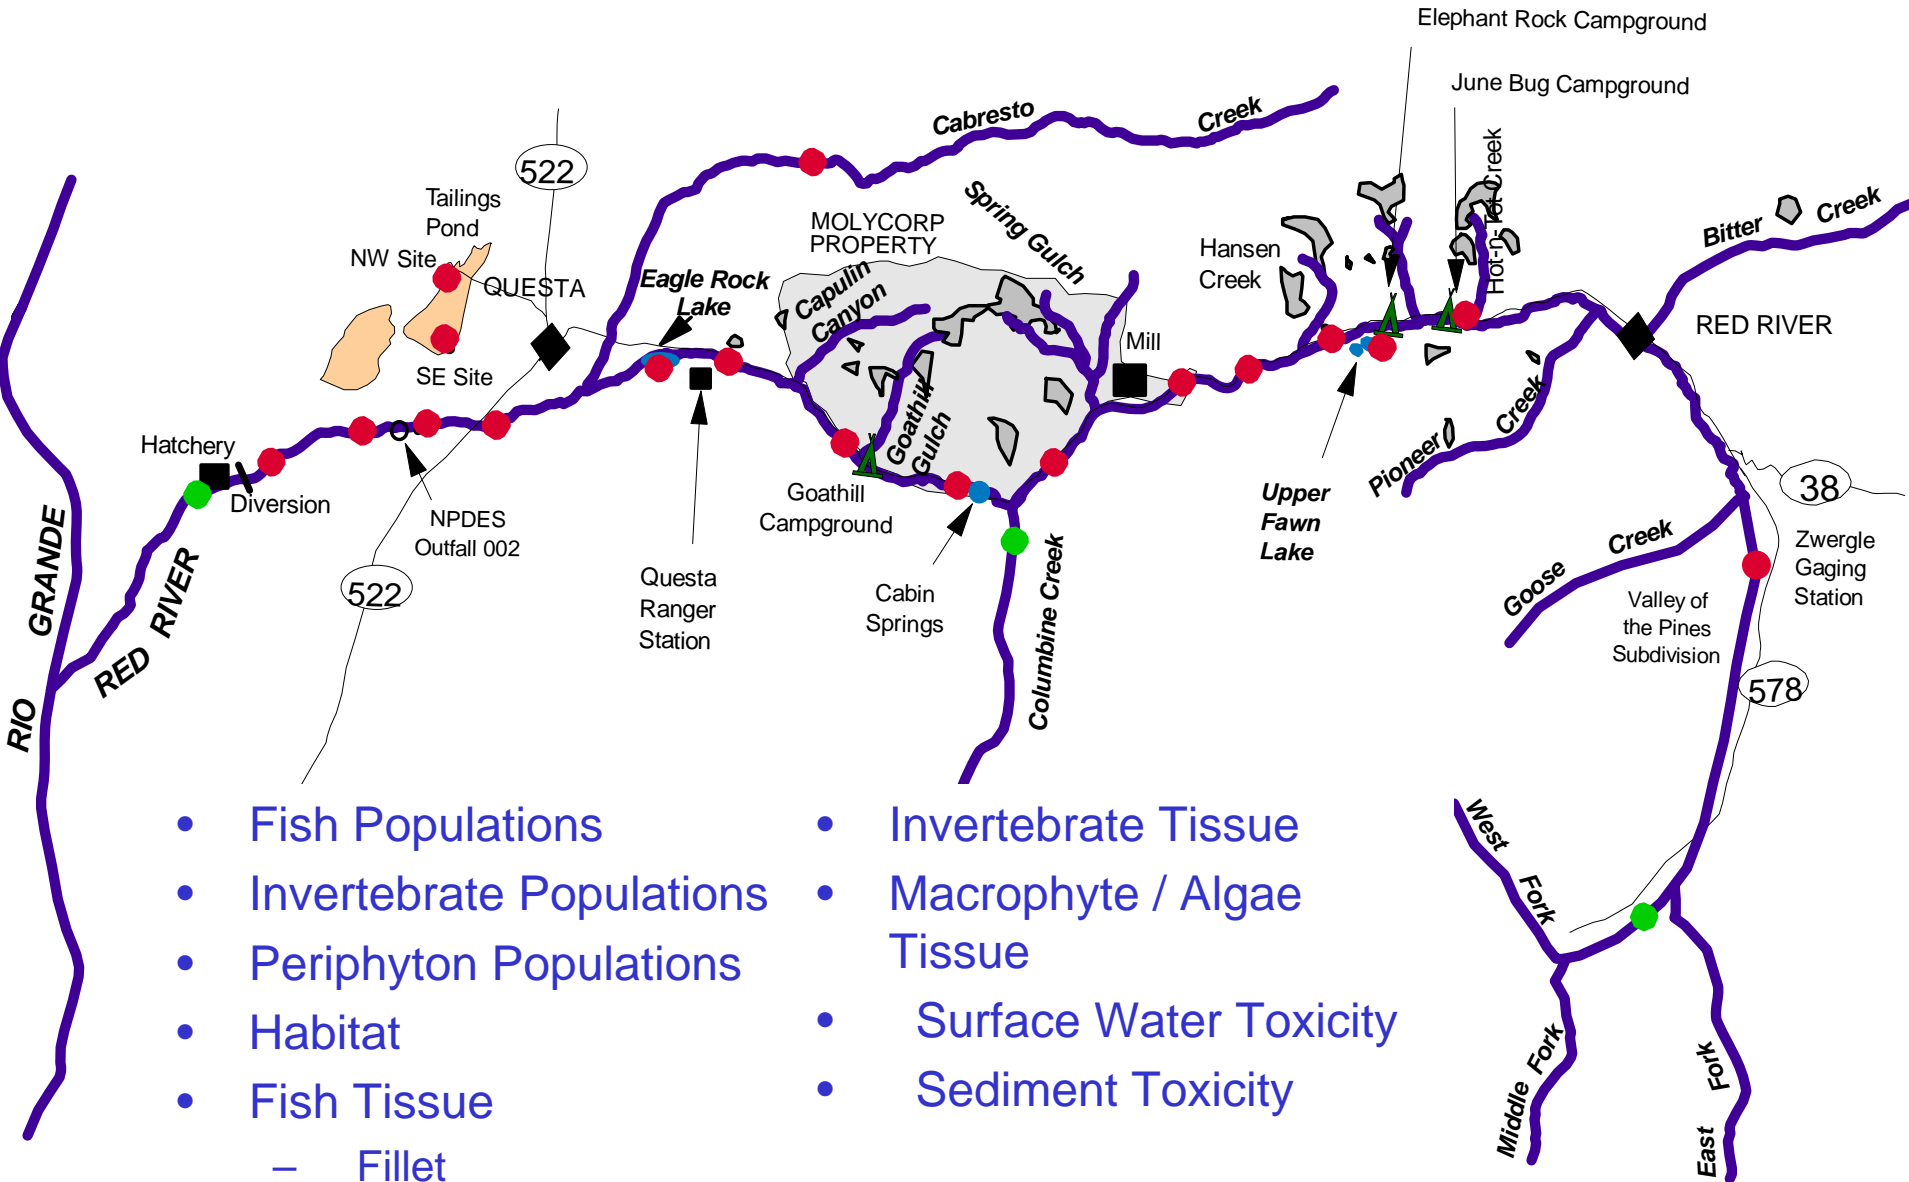 Elephant Rock Campground
June Bug Campground
Cabresto
Creek
Hot-n-Tot Creek
522
Tailings
Pond
NW Site
QUESTA
SE Site
MOLYCORP
PROPERTY
Spring Gulch
Hansen
Creek
Bitter
Creek
Eagle Rock
Lake
Capulin
Canyon
Mill
RED RIVER
Goathill
Gulch
Pioneer
Creek
Hatchery
Diversion
NPDES
Outfall 002
Goathill
Campground
Upper
Fawn
Lake
38
Goose
Creek
Zwergle
Gaging
Station
RIO
GRANDE
RED
RIVER
522
Questa
Ranger
Station
Cabin
Springs
Columbine Creek
Valley of
the Pines
Subdivision
578
West
Fork
Middle
Fork
East
Fork
• Fish Populations
• Invertebrate Populations
• Periphyton Populations
• Habitat
• Fish Tissue
– Fillet
• Invertebrate Tissue
• Macrophyte / Algae
Tissue
• Surface Water Toxicity
• Sediment Toxicity